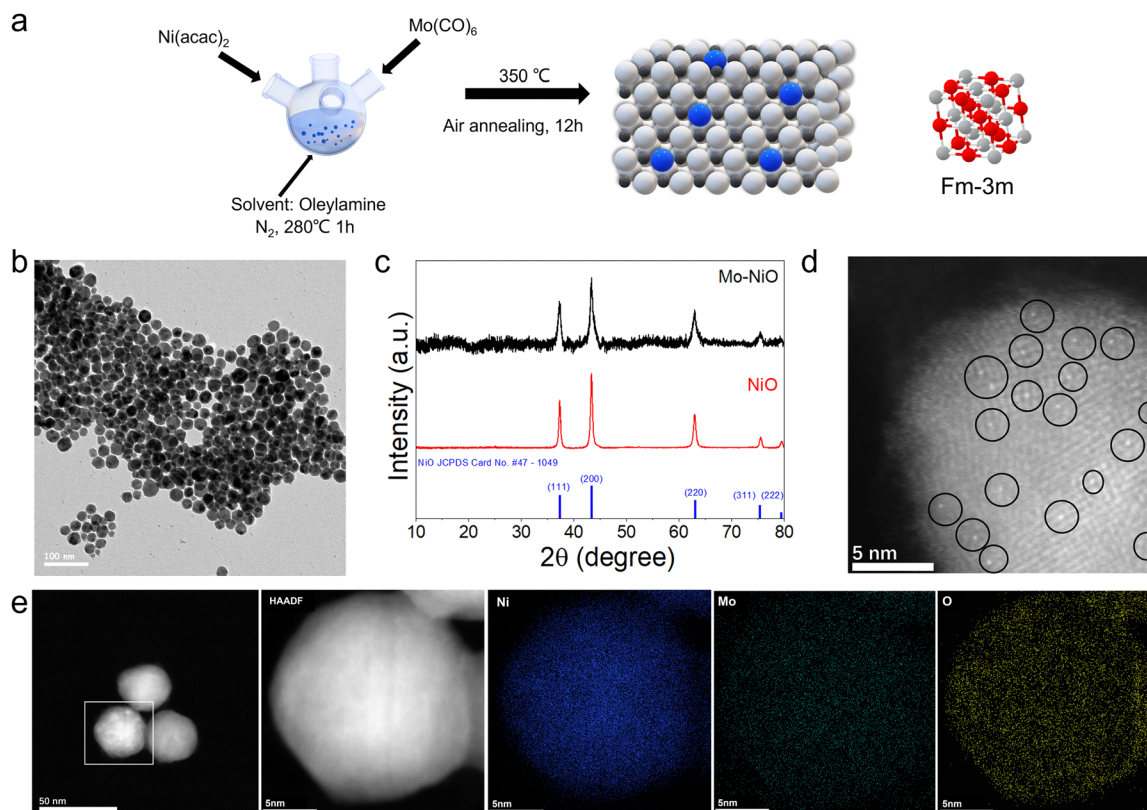 a
Ni(acac)₂
Mo(CO)₆
350 ℃
Air annealing, 12h
Solvent: Oleylamine
N₂, 280℃ 1h
Fm-3m
b
100 nm
c
Intensity (a.u.)
Mo-NiO
NiO
NiO JCPDS Card No. #47 - 1049
(111)
(200)
(220)
(311)
(222)
10 20 30 40 50 60 70 80
2θ (degree)
d
5 nm
e
50 nm
HAADF
5nm
Ni
5nm
Mo
5nm
O
5nm